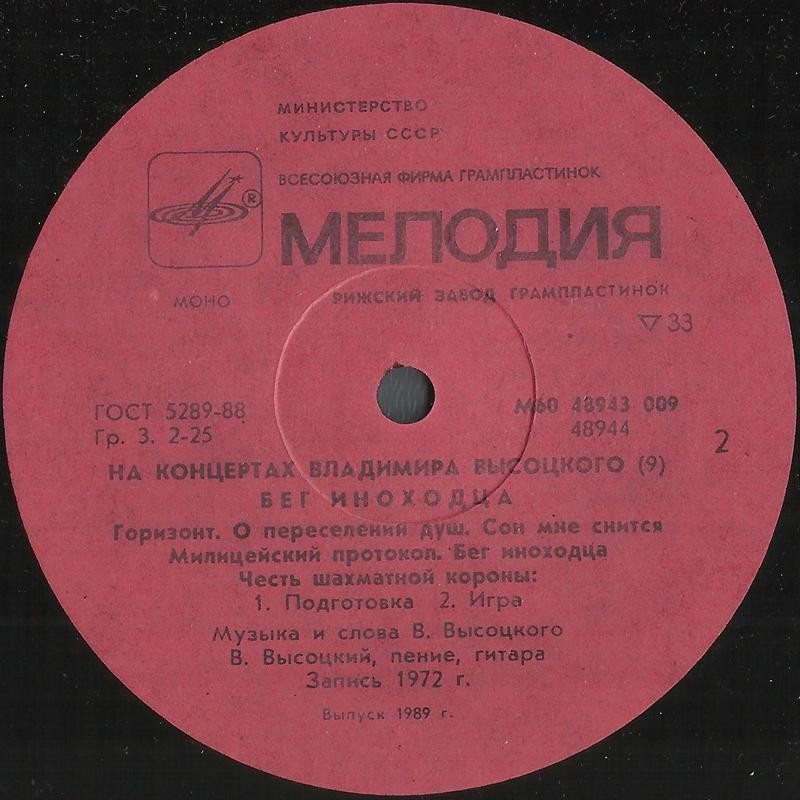 МИНИСТЕРСТВО
КУЛЬТУРЫ СССР
ВСЕСОЮЗНАЯ ФИРМА ГРАМПЛАСТИНОК
®
МЕЛОДИЯ
МОНО
РИЖСКИЙ ЗАВОД ГРАМПЛАСТИНОК
▽ 33
ГОСТ 5289-88
Гр. 3. 2-25
М60 48943 009
48944
2
НА КОНЦЕРТАХ ВЛАДИМИРА ВЫСОЦКОГО (9)
БЕГ ИНОХОДЦА
Горизонт. О переселении душ. Сон мне снится
Милицейский протокол. Бег иноходца
Честь шахматной короны:
1. Подготовка 2. Игра
Музыка и слова В. Высоцкого
В. Высоцкий, пение, гитара
Запись 1972 г.
Выпуск 1989 г.